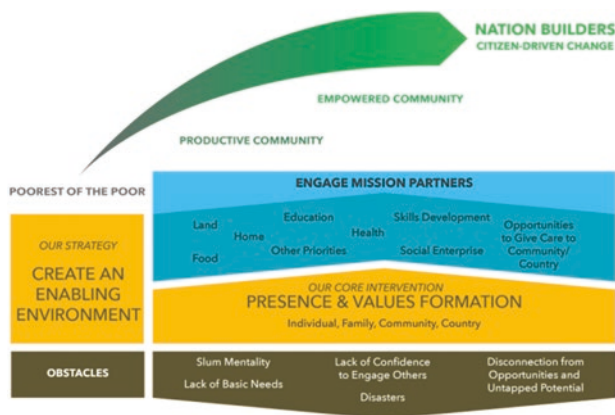 NATION BUILDERS
CITIZEN-DRIVEN CHANGE
EMPOWERED COMMUNITY
PRODUCTIVE COMMUNITY
POOREST OF THE POOR
ENGAGE MISSION PARTNERS
Land
Home
Food
Education
Other Priorities
Health
Skills Development
Social Enterprise
Opportunities
to Give Care to
Community/
Country
OUR STRATEGY
CREATE AN
ENABLING
ENVIRONMENT
OUR CORE INTERVENTION
PRESENCE & VALUES FORMATION
Individual, Family, Community, Country
OBSTACLES
Slum Mentality
Lack of Basic Needs
Lack of Confidence
to Engage Others
Disasters
Disconnection from
Opportunities and
Untapped Potential